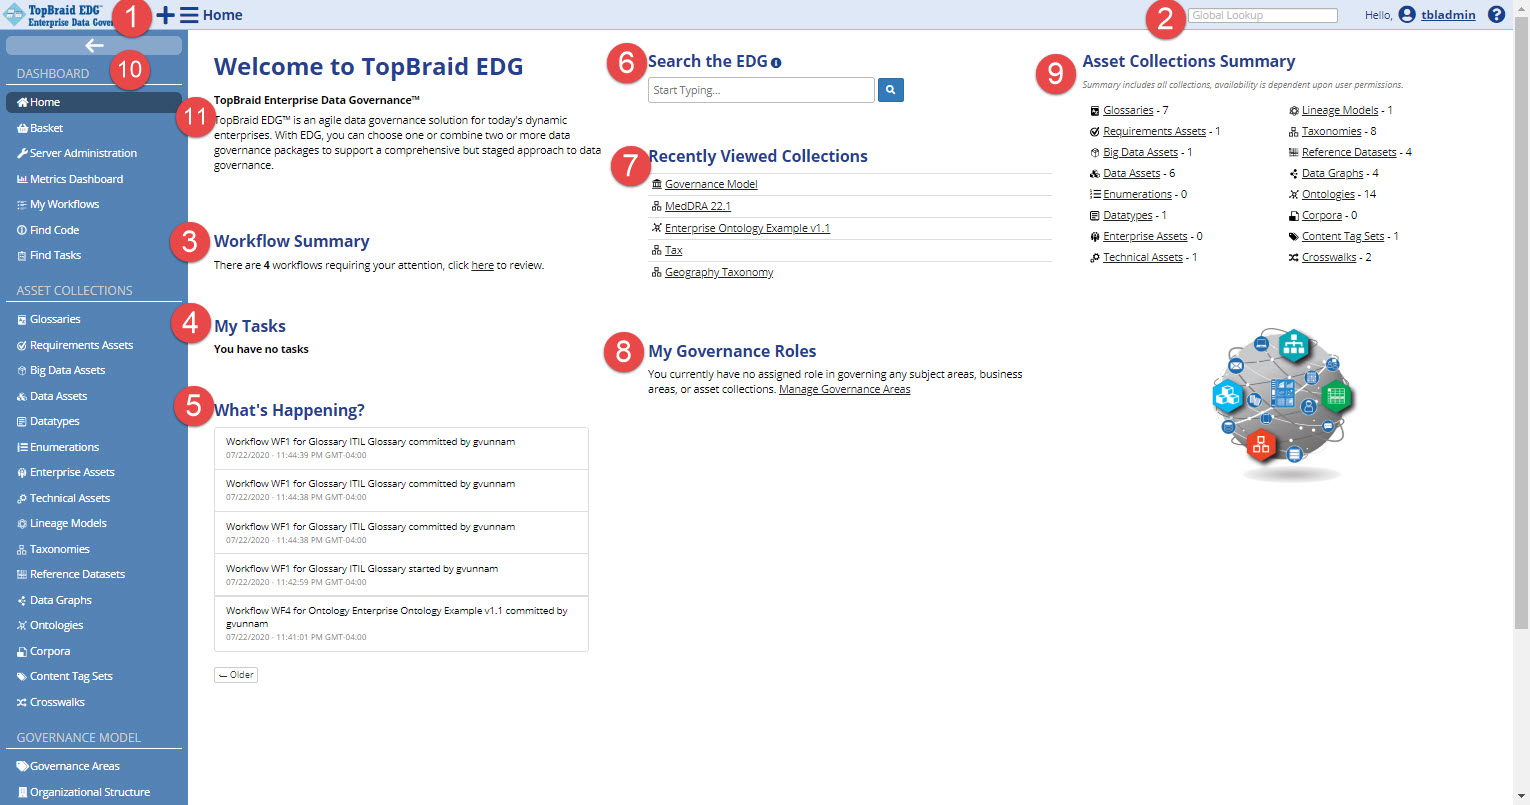 TopBraid EDG™
Enterprise Data Gover
1
Home
2
Global Lookup
Hello, tbladmin
?
10
DASHBOARD
Home
Basket
Server Administration
Metrics Dashboard
My Workflows
Find Code
Find Tasks
ASSET COLLECTIONS
Glossaries
Requirements Assets
Big Data Assets
Data Assets
Datatypes
Enumerations
Enterprise Assets
Technical Assets
Lineage Models
Taxonomies
Reference Datasets
Data Graphs
Ontologies
Corpora
Content Tag Sets
Crosswalks
GOVERNANCE MODEL
Governance Areas
Organizational Structure
Welcome to TopBraid EDG
11
TopBraid Enterprise Data Governance™
TopBraid EDG™ is an agile data governance solution for today's dynamic
enterprises. With EDG, you can choose one or combine two or more data
governance packages to support a comprehensive but staged approach to data
governance.
3
Workflow Summary
There are 4 workflows requiring your attention, click here to review.
4
My Tasks
You have no tasks
5
What's Happening?
Workflow WF1 for Glossary ITIL Glossary committed by gvunnam
07/22/2020 - 11:44:39 PM GMT-04:00
Workflow WF1 for Glossary ITIL Glossary committed by gvunnam
07/22/2020 - 11:44:38 PM GMT-04:00
Workflow WF1 for Glossary ITIL Glossary committed by gvunnam
07/22/2020 - 11:44:38 PM GMT-04:00
Workflow WF1 for Glossary ITIL Glossary started by gvunnam
07/22/2020 - 11:42:59 PM GMT-04:00
Workflow WF4 for Ontology Enterprise Ontology Example v1.1 committed by
gvunnam
07/22/2020 - 11:41:01 PM GMT-04:00
Older
6
Search the EDG
Start Typing...
7
Recently Viewed Collections
Governance Model
MedDRA 22.1
Enterprise Ontology Example v1.1
Tax
Geography Taxonomy
8
My Governance Roles
You currently have no assigned role in governing any subject areas, business
areas, or asset collections. Manage Governance Areas
9
Asset Collections Summary
Summary includes all collections, availability is dependent upon user permissions.
Glossaries - 7
Requirements Assets - 1
Big Data Assets - 1
Data Assets - 6
Enumerations - 0
Datatypes - 1
Enterprise Assets - 0
Technical Assets - 1
Lineage Models - 1
Taxonomies - 8
Reference Datasets - 4
Data Graphs - 4
Ontologies - 14
Corpora - 0
Content Tag Sets - 1
Crosswalks - 2